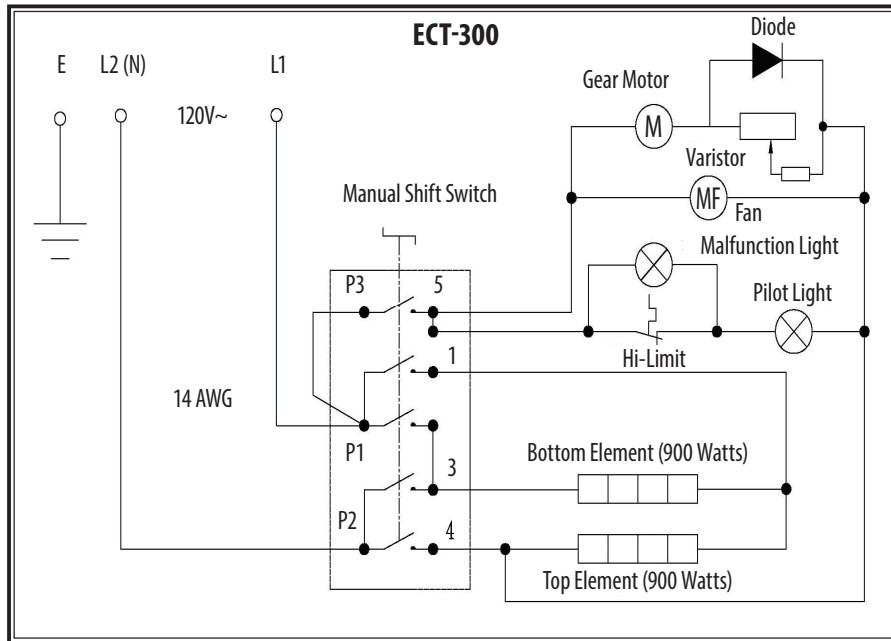 ECT-300
Diode
E
L2 (N)
L1
120V~
Gear Motor
M
Varistor
MF
Fan
Manual Shift Switch
Malfunction Light
P3
5
Pilot Light
Hi-Limit
1
14 AWG
P1
3
Bottom Element (900 Watts)
P2
4
Top Element (900 Watts)